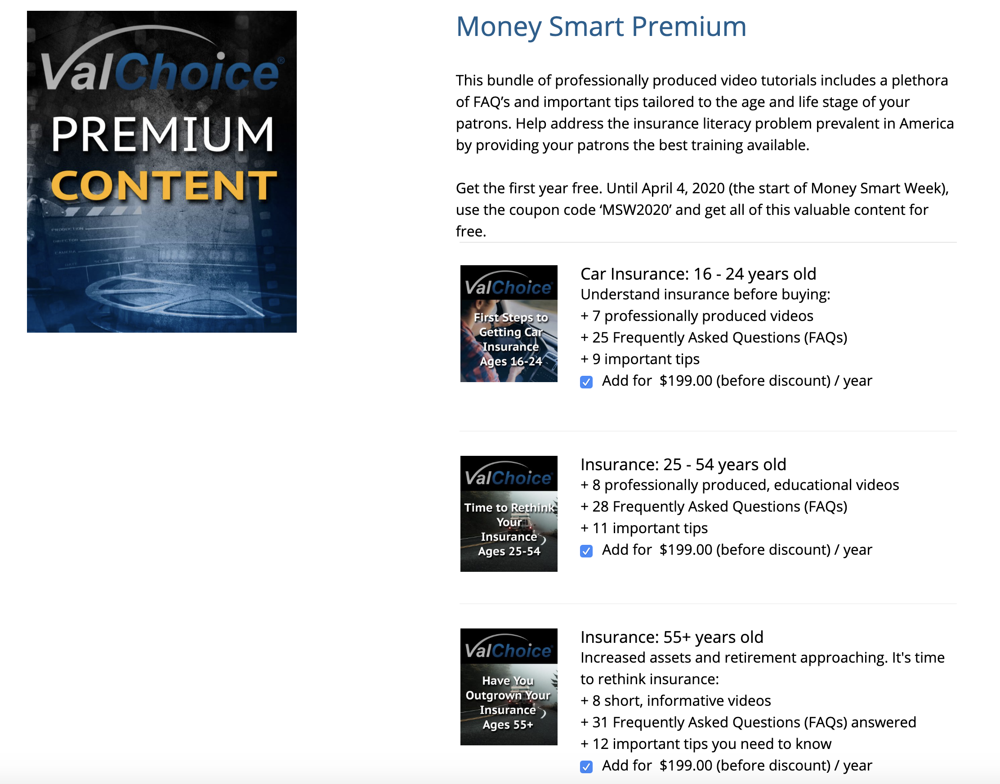 ValChoice®
PREMIUM
CONTENT
PRODUCTION
DIRECTOR
CAMERA
DATE SCENE TAKE
Money Smart Premium
This bundle of professionally produced video tutorials includes a plethora
of FAQ’s and important tips tailored to the age and life stage of your
patrons. Help address the insurance literacy problem prevalent in America
by providing your patrons the best training available.
Get the first year free. Until April 4, 2020 (the start of Money Smart Week),
use the coupon code ‘MSW2020’ and get all of this valuable content for
free.
ValChoice
First Steps to
Getting Car
Insurance
Ages 16-24
Car Insurance: 16 - 24 years old
Understand insurance before buying:
+ 7 professionally produced videos
+ 25 Frequently Asked Questions (FAQs)
+ 9 important tips
Add for $199.00 (before discount) / year
ValChoice
Time to Rethink
Your
Insurance
Ages 25-54
Insurance: 25 - 54 years old
+ 8 professionally produced, educational videos
+ 28 Frequently Asked Questions (FAQs)
+ 11 important tips
Add for $199.00 (before discount) / year
ValChoice
Have You
Outgrown Your
Insurance
Ages 55+
Insurance: 55+ years old
Increased assets and retirement approaching. It's time
to rethink insurance:
+ 8 short, informative videos
+ 31 Frequently Asked Questions (FAQs) answered
+ 12 important tips you need to know
Add for $199.00 (before discount) / year